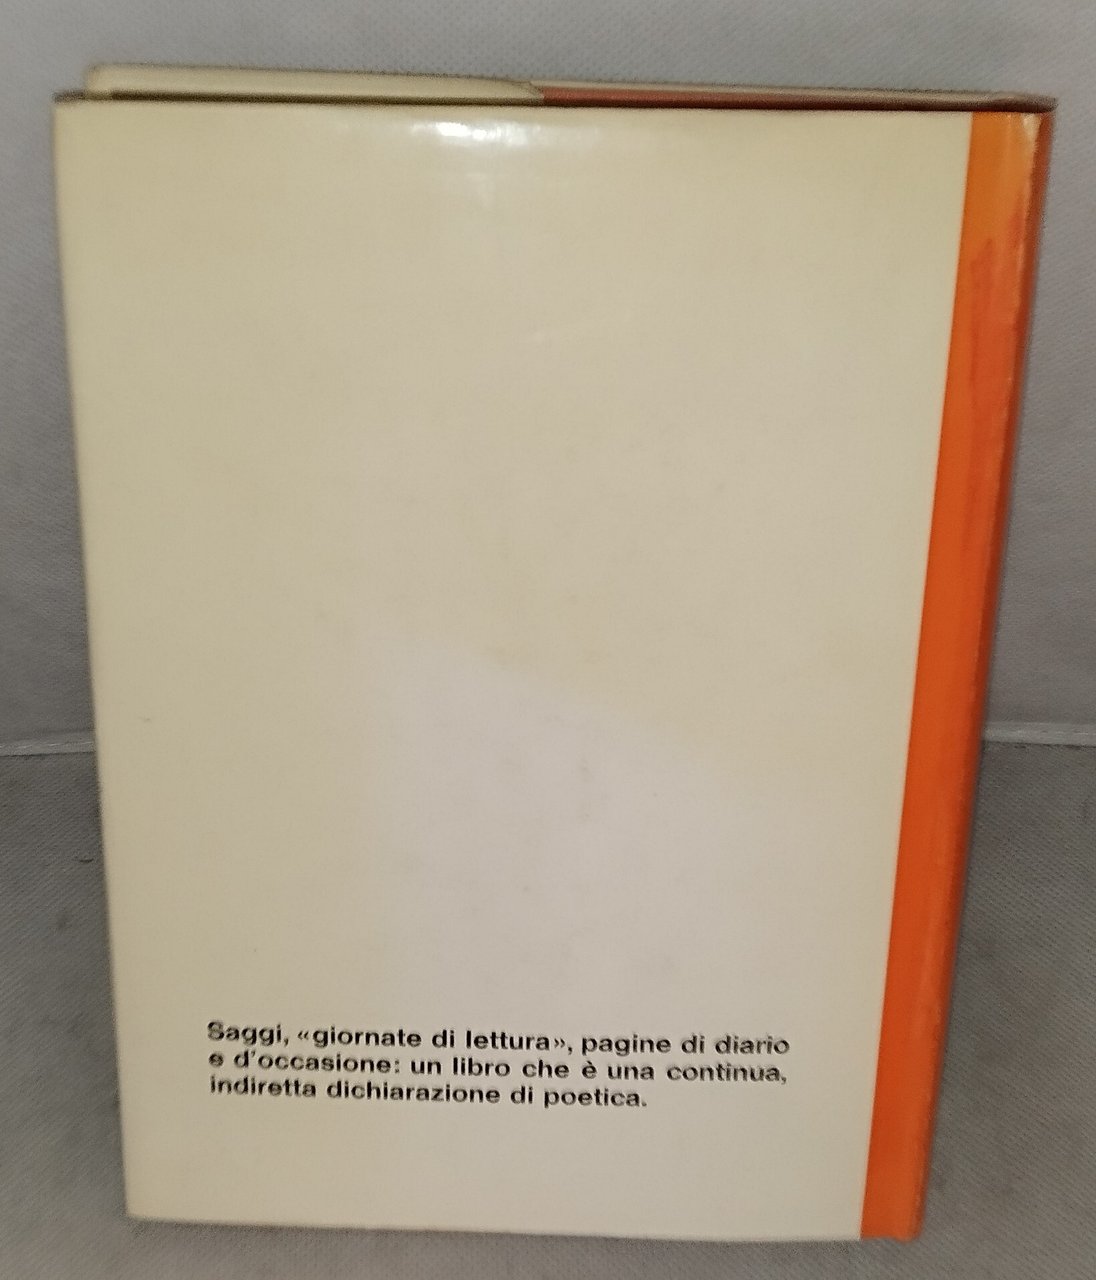 Saggi, «giornate di lettura», pagine di diario
e d'occasione: un libro che è una continua,
indiretta dichiarazione di poetica.